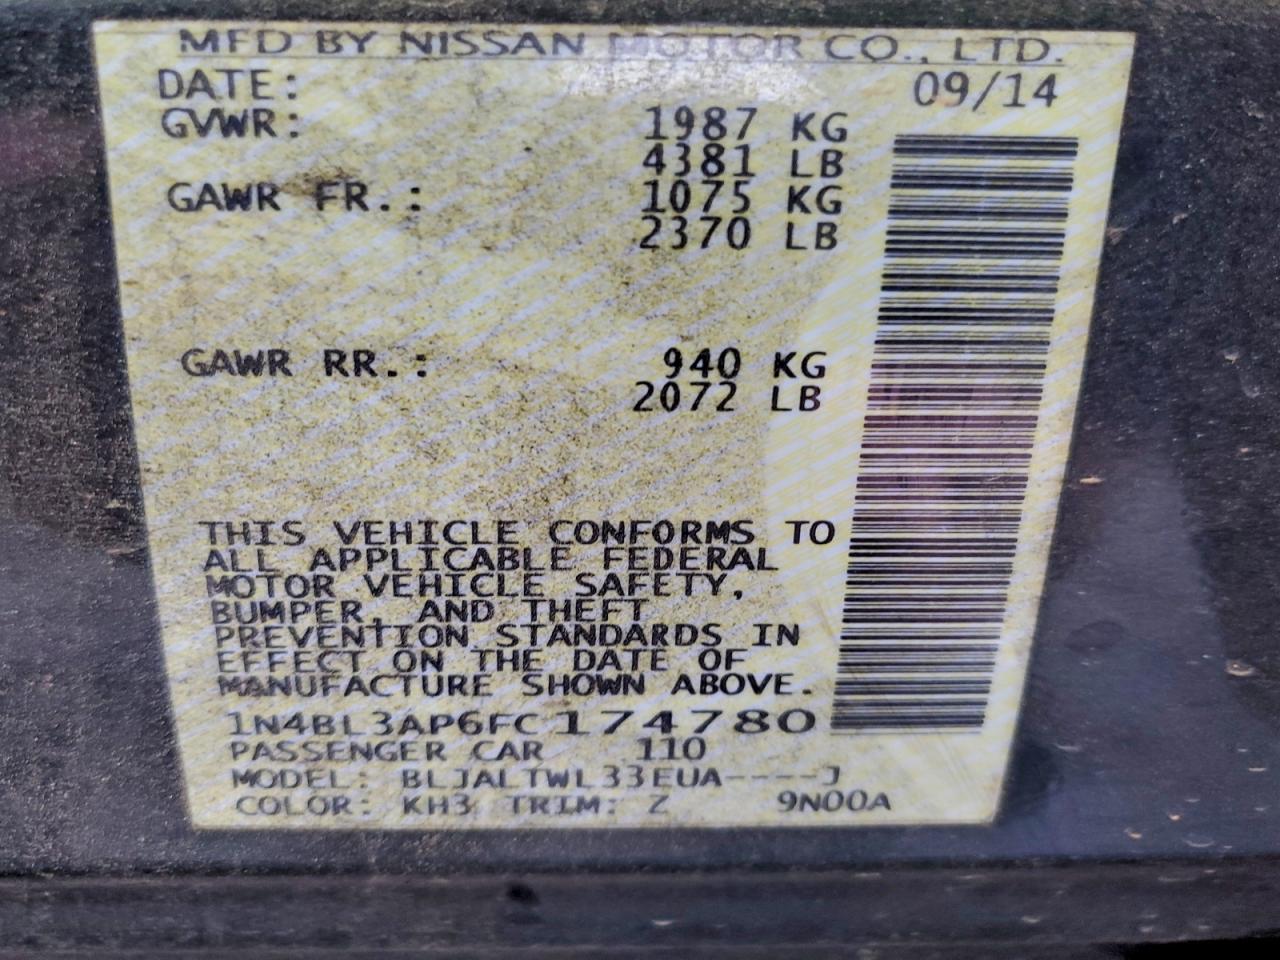 MFD BY NISSAN MOTOR CO., LTD.
DATE: 09/14
GVWR: 1987 KG
4381 LB
GAWR FR.: 1075 KG
2370 LB
GAWR RR.: 940 KG
2072 LB
THIS VEHICLE CONFORMS TO
ALL APPLICABLE FEDERAL
MOTOR VEHICLE SAFETY,
BUMPER, AND THEFT
PREVENTION STANDARDS IN
EFFECT ON THE DATE OF
MANUFACTURE SHOWN ABOVE.
1N4BL3AP6FC174780
PASSENGER CAR 110
MODEL: BLJALTWL33EUA----J
COLOR: KH3 TRIM: Z 9N00A